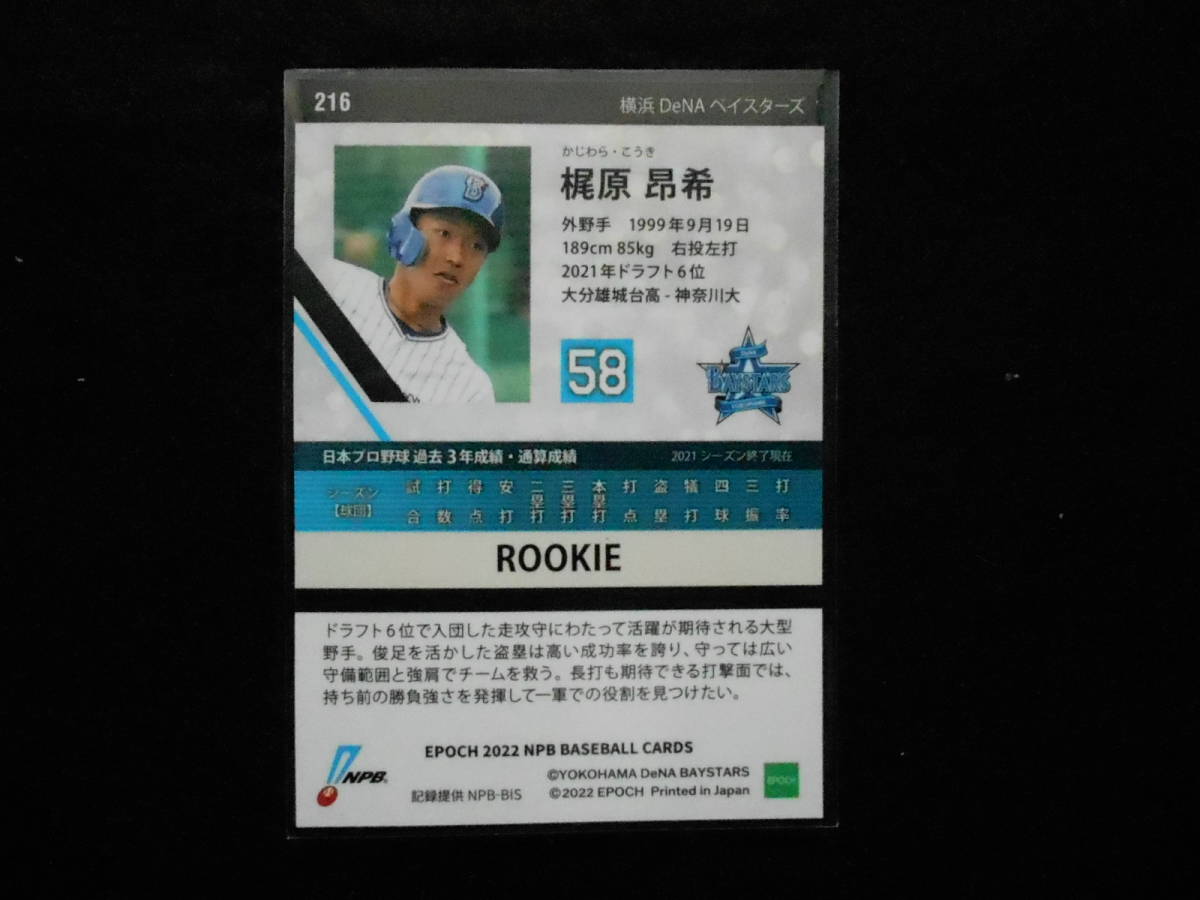 216
横浜 DeNA ベイスターズ
かじわら・こうき
梶原 昂希
外野手 1999年9月19日
189cm 85kg 右投左打
2021年ドラフト6位
大分雄城台高 - 神奈川大
58
BAYSTARS
日本プロ野球 過去 3年成績・通算成績
2021 シーズン終了現在
シーズン【球団】
試合 打数 得点 安打 二塁打 三塁打 本塁打 打点 盗塁 犠打 四球 三振 打率
ROOKIE
ドラフト6位で入団した走攻守にわたって活躍が期待される大型
野手。俊足を活かした盗塁は高い成功率を誇り、守っては広い
守備範囲と強肩でチームを救う。長打も期待できる打撃面では、
持ち前の勝負強さを発揮して一軍での役割を見つけたい。
EPOCH 2022 NPB BASEBALL CARDS
NPB
記録提供 NPB-BIS
©YOKOHAMA DeNA BAYSTARS
©2022 EPOCH Printed in Japan
EPOCH